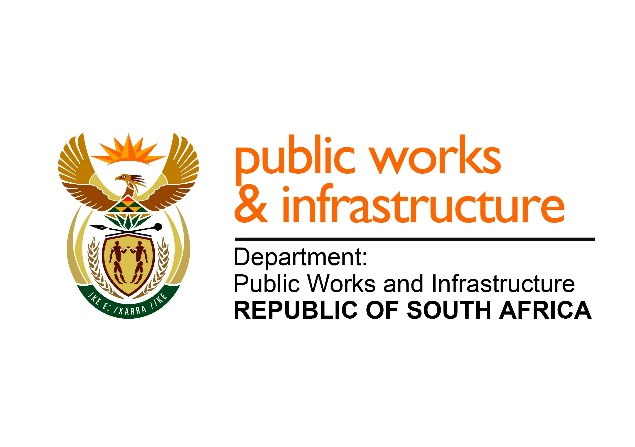 public works
& infrastructure
Department:
Public Works and Infrastructure
REPUBLIC OF SOUTH AFRICA
!KE E: /XARRA //KE